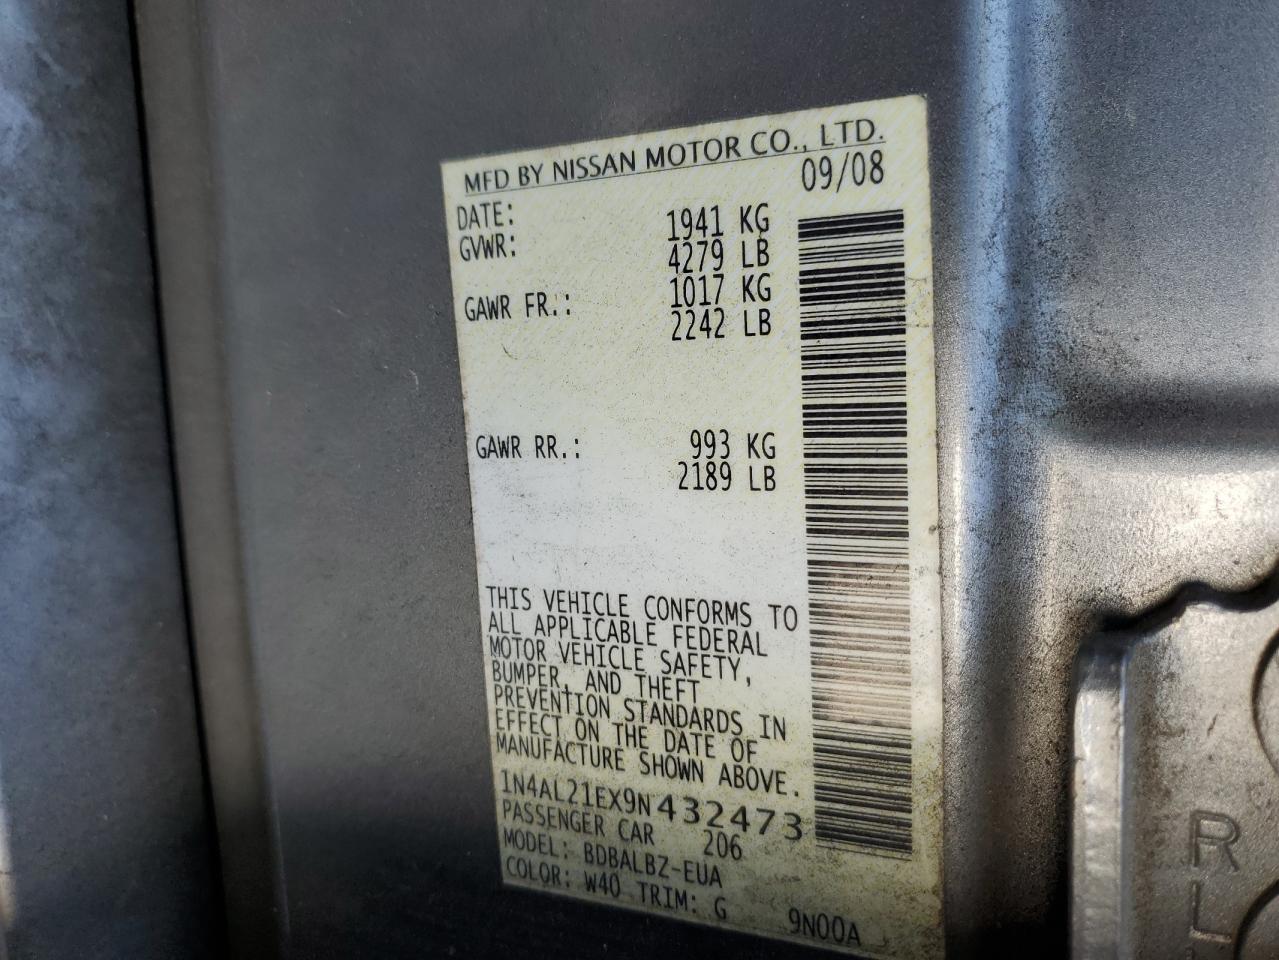 MFD BY NISSAN MOTOR CO., LTD.
DATE: 09/08
GVWR: 1941 KG
4279 LB
GAWR FR.: 1017 KG
2242 LB
GAWR RR.: 993 KG
2189 LB
THIS VEHICLE CONFORMS TO
ALL APPLICABLE FEDERAL
MOTOR VEHICLE SAFETY,
BUMPER, AND THEFT
PREVENTION STANDARDS IN
EFFECT ON THE DATE OF
MANUFACTURE SHOWN ABOVE.
1N4AL21EX9N432473
PASSENGER CAR 206
MODEL: BDBALBZ-EUA
COLOR: W40 TRIM: G 9N00A
R
L